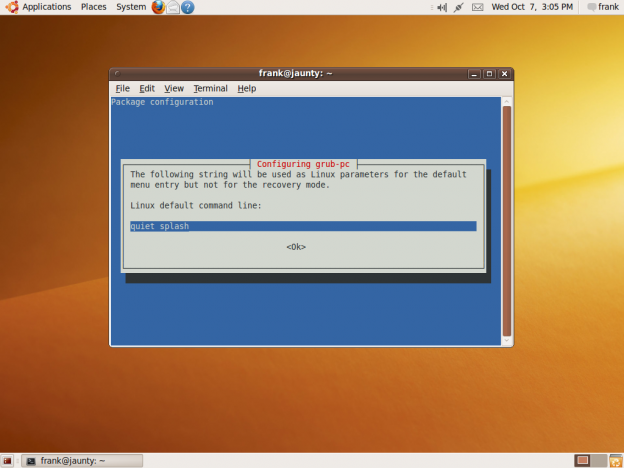 Applications Places System
Wed Oct 7, 3:05 PM
frank
frank@jaunty: ~
File Edit View Terminal Help
Package configuration
Configuring grub-pc
The following string will be used as Linux parameters for the default
menu entry but not for the recovery mode.
Linux default command line:
quiet splash
<Ok>
frank@jaunty: ~